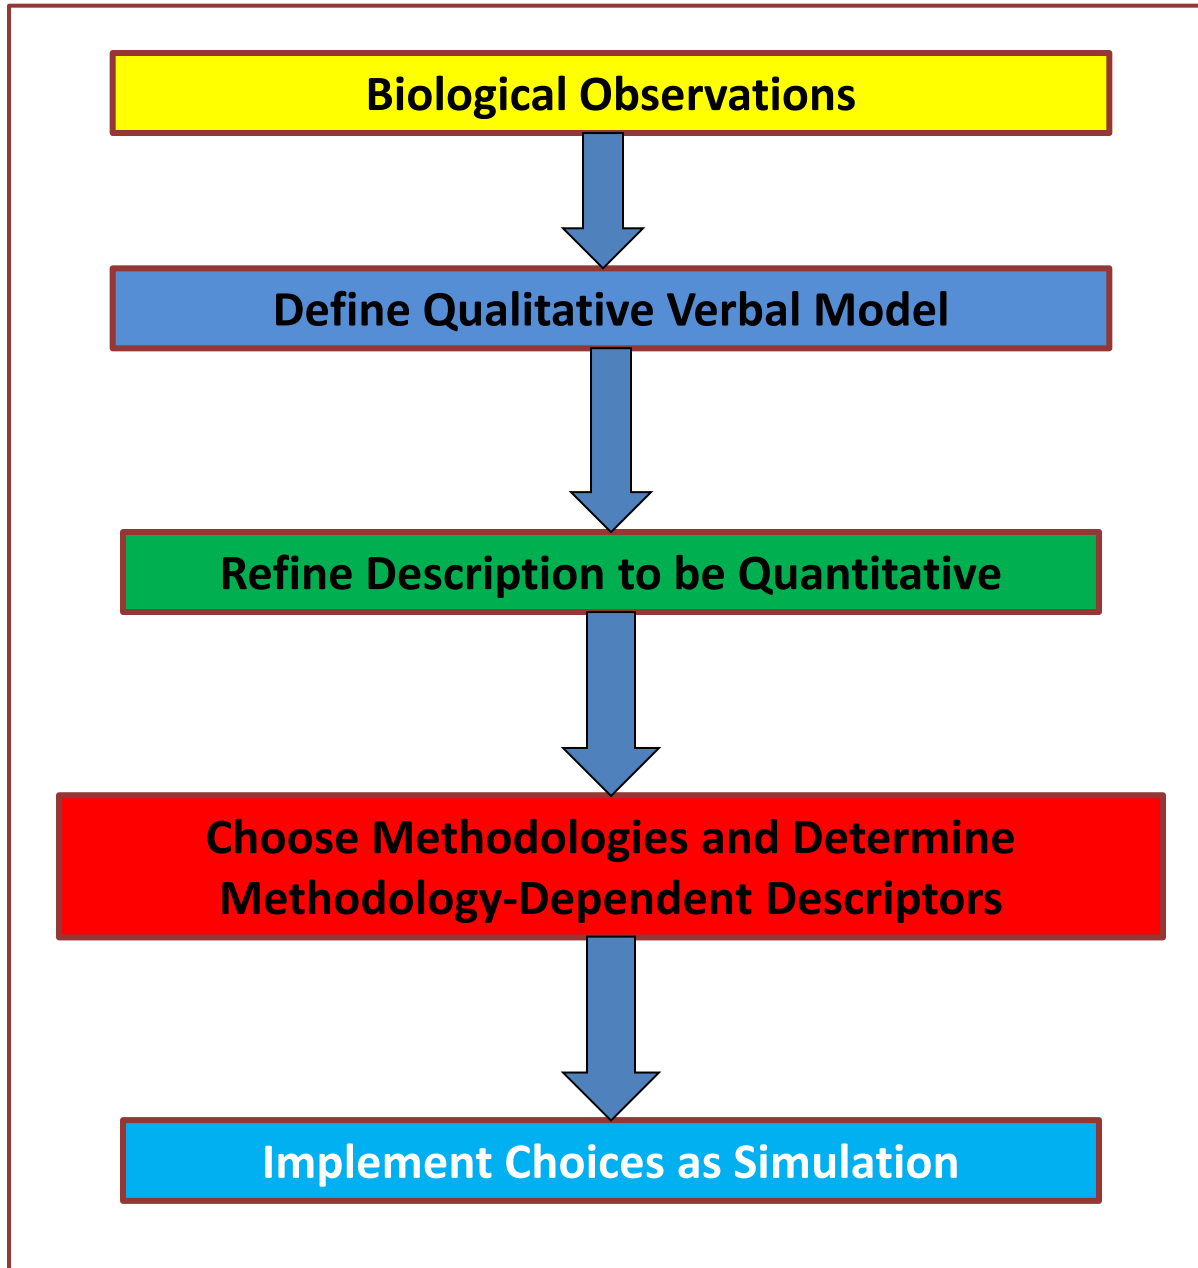 Biological Observations
Define Qualitative Verbal Model
Refine Description to be Quantitative
Choose Methodologies and Determine
Methodology-Dependent Descriptors
Implement Choices as Simulation